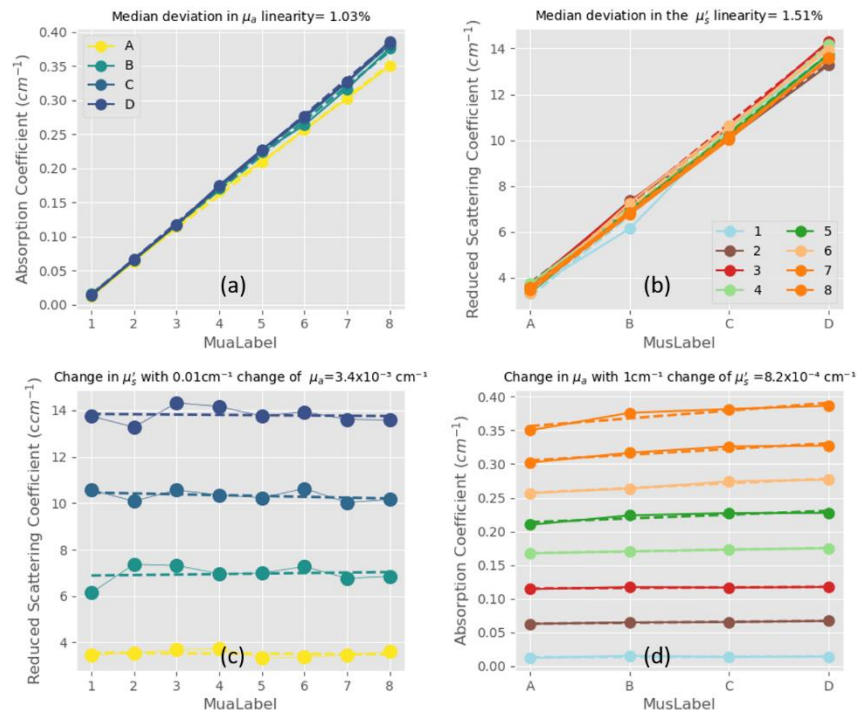 Median deviation in μₐ linearity= 1.03%
Absorption Coefficient (cm⁻¹)
0.40
0.35
0.30
0.25
0.20
0.15
0.10
0.05
0.00
A
B
C
D
(a)
1 2 3 4 5 6 7 8
MuaLabel
Median deviation in the μ's linearity= 1.51%
Reduced Scattering Coefficient (cm⁻¹)
14
12
10
8
6
4
1 5
2 6
3 7
4 8
(b)
A B C D
MusLabel
Change in μ's with 0.01cm⁻¹ change of μₐ=3.4x10⁻³ cm⁻¹
Reduced Scattering Coefficient (ccm⁻¹)
14
12
10
8
6
4
(c)
1 2 3 4 5 6 7 8
MuaLabel
Change in μₐ with 1cm⁻¹ change of μ's =8.2x10⁻⁴ cm⁻¹
Absorption Coefficient (cm⁻¹)
0.40
0.35
0.30
0.25
0.20
0.15
0.10
0.05
0.00
(d)
A B C D
MusLabel